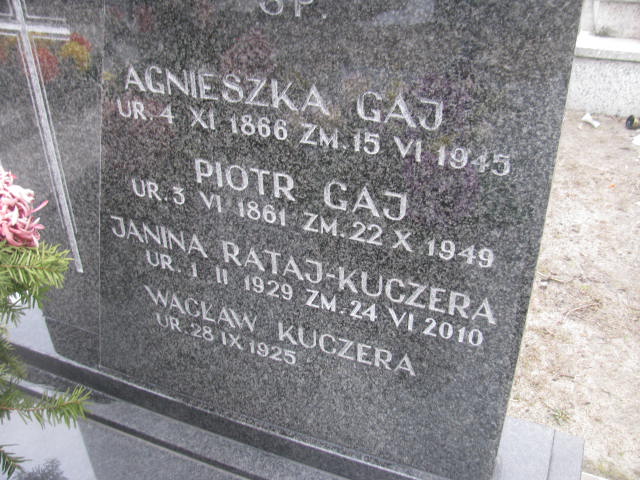 ŚP.
AGNIESZKA GAJ
UR. 4 XI 1866 ZM. 15 VI 1945
PIOTR GAJ
UR. 3 VI 1861 ZM. 22 X 1949
JANINA RATAJ-KUCZERA
UR. 1 II 1929 ZM. 24 VI 2010
WACŁAW KUCZERA
UR. 28 IX 1925